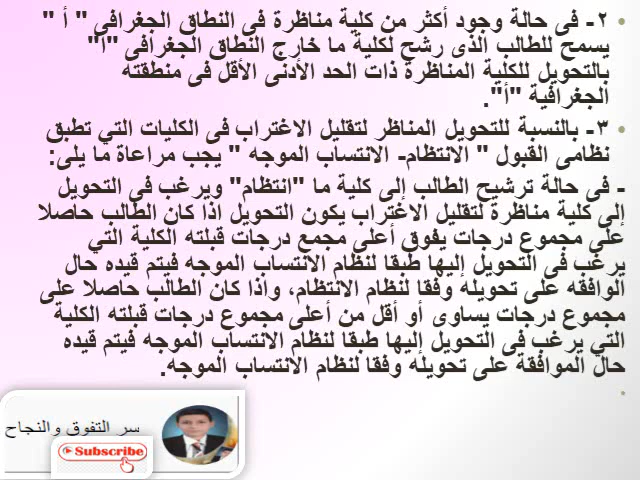 • ٢- فى حالة وجود أكثر من كلية مناظرة فى النطاق الجغرافى " أ "
يسمح للطالب الذى رشح لكلية ما خارج النطاق الجغرافى "ا"
بالتحويل للكلية المناظرة ذات الحد الأدنى الأقل فى منطقته
الجغرافية "أ".
• ٣- بالنسبة للتحويل المناظر لتقليل الاغتراب فى الكليات التي تطبق
نظامى القبول " الانتظام- الانتساب الموجه " يجب مراعاة ما يلى:
- فى حالة ترشيح الطالب إلى كلية ما "انتظام" ويرغب فى التحويل
إلى كلية مناظرة لتقليل الاغتراب يكون التحويل اذا كان الطالب حاصلا
على مجموع درجات يفوق أعلى مجمع درجات قبلته الكلية التي
يرغب فى التحويل إليها طبقا لنظام الانتساب الموجه فيتم قيده حال
الوافقه على تحويله وفقا لنظام الانتظام، واذا كان الطالب حاصلا على
مجموع درجات يساوى أو أقل من أعلى مجموع درجات قبلته الكلية
التي يرغب فى التحويل إليها طبقا لنظام الانتساب الموجه فيتم قيده
حال الموافقة على تحويله وفقا لنظام الانتساب الموجه.
سر التفوق والنجاح
Subscribe